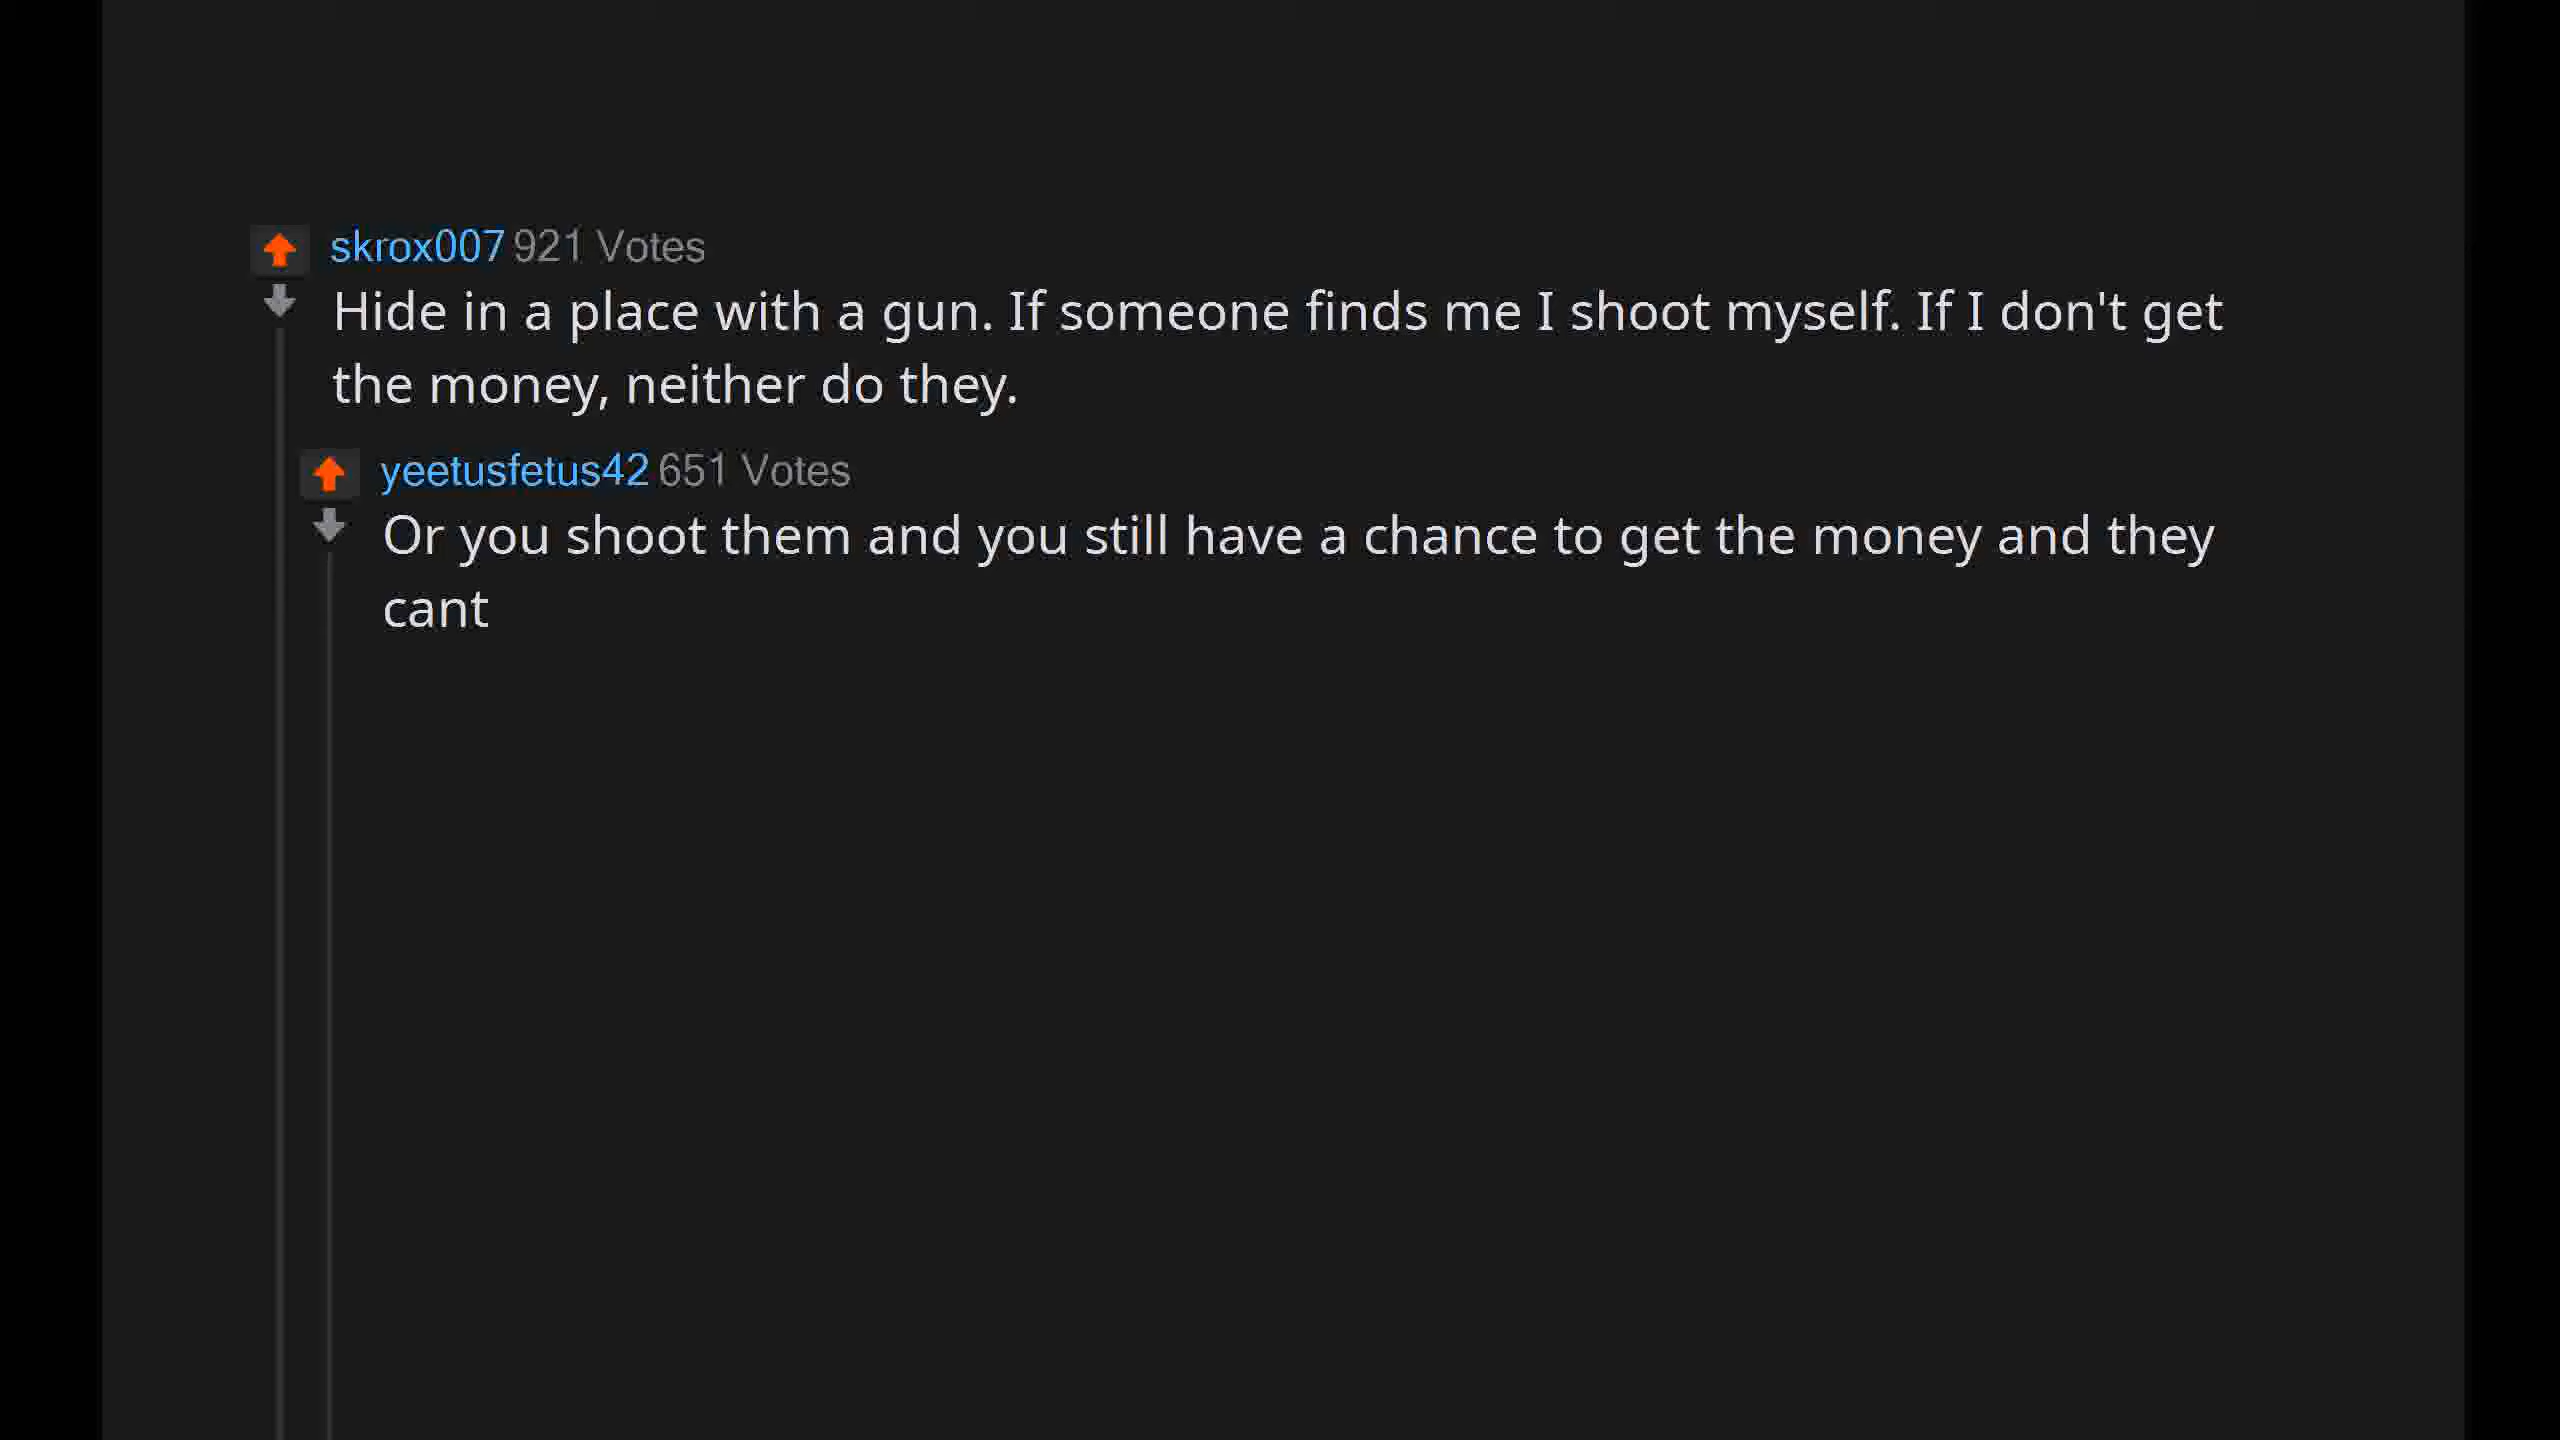 skrox007 921 Votes
Hide in a place with a gun. If someone finds me I shoot myself. If I don't get
the money, neither do they.
yeetusfetus42 651 Votes
Or you shoot them and you still have a chance to get the money and they
cant